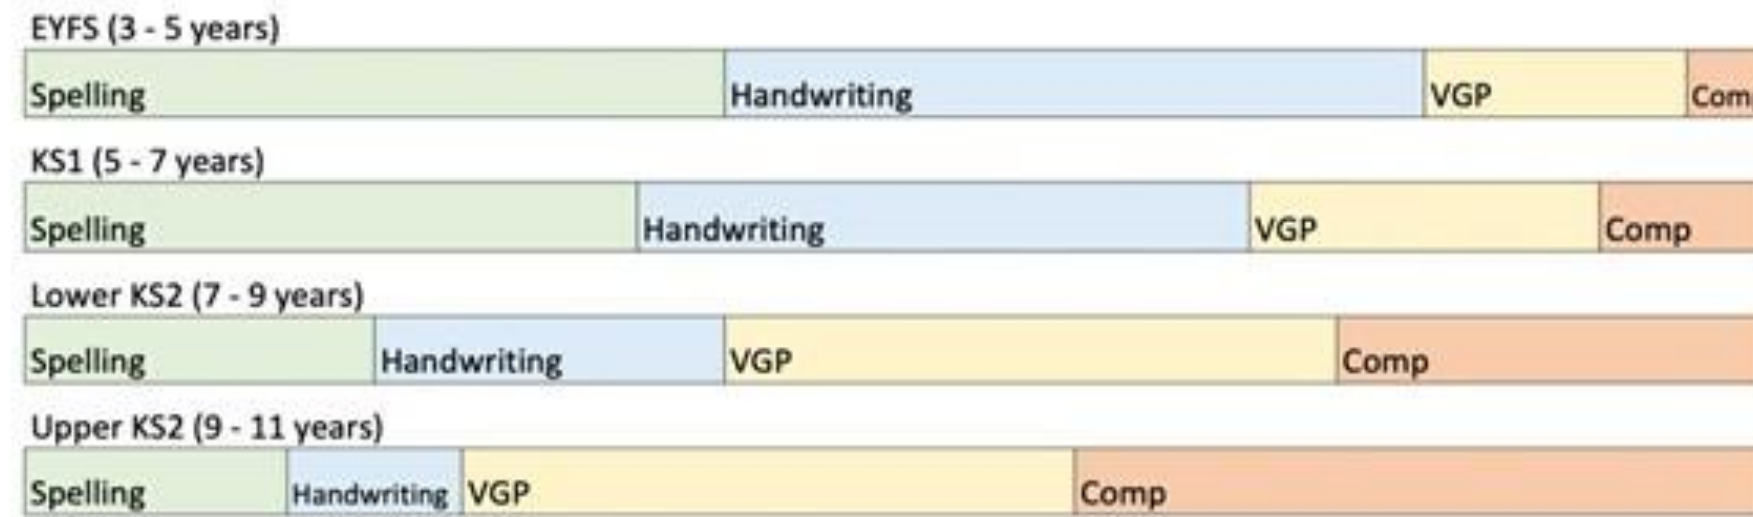 EYFS (3 - 5 years)
Spelling Handwriting VGP Com
KS1 (5 - 7 years)
Spelling Handwriting VGP Comp
Lower KS2 (7 - 9 years)
Spelling Handwriting VGP Comp
Upper KS2 (9 - 11 years)
Spelling Handwriting VGP Comp